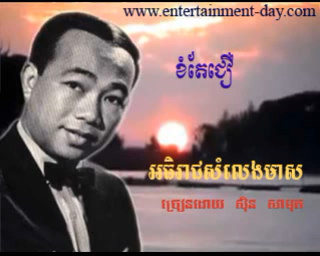 www.entertainment-day.com
ខំតែជឿ
អធិរាជសំលេងមាស
ច្រៀងដោយ ស៊ីន សាមុត